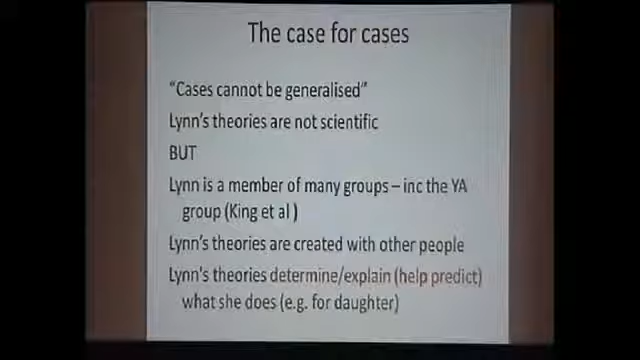 The case for cases
"Cases cannot be generalised"
Lynn's theories are not scientific
BUT
Lynn is a member of many groups – inc the YA
group (King et al )
Lynn's theories are created with other people
Lynn's theories determine/explain (help predict)
what she does (e.g. for daughter)